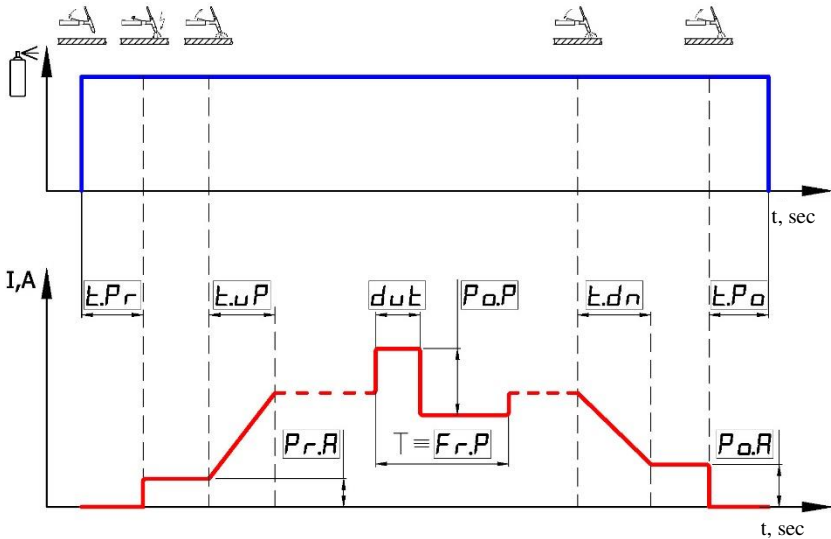 t, sec
I,A
t.Pr
t.uP
dut
Po.P
t.dn
t.Po
Pr.A
T ≡ Fr.P
Po.A
t, sec